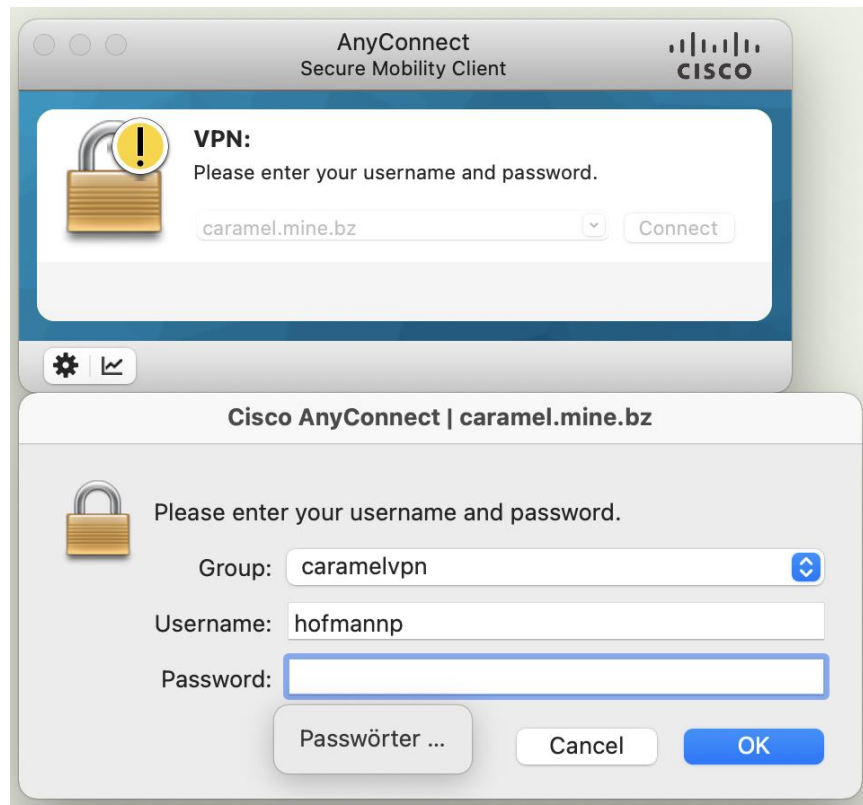 AnyConnect
Secure Mobility Client
CISCO
VPN:
Please enter your username and password.
caramel.mine.bz
Connect
Cisco AnyConnect | caramel.mine.bz
Please enter your username and password.
Group: caramelvpn
Username: hofmannp
Password:
Passwörter ...
Cancel
OK